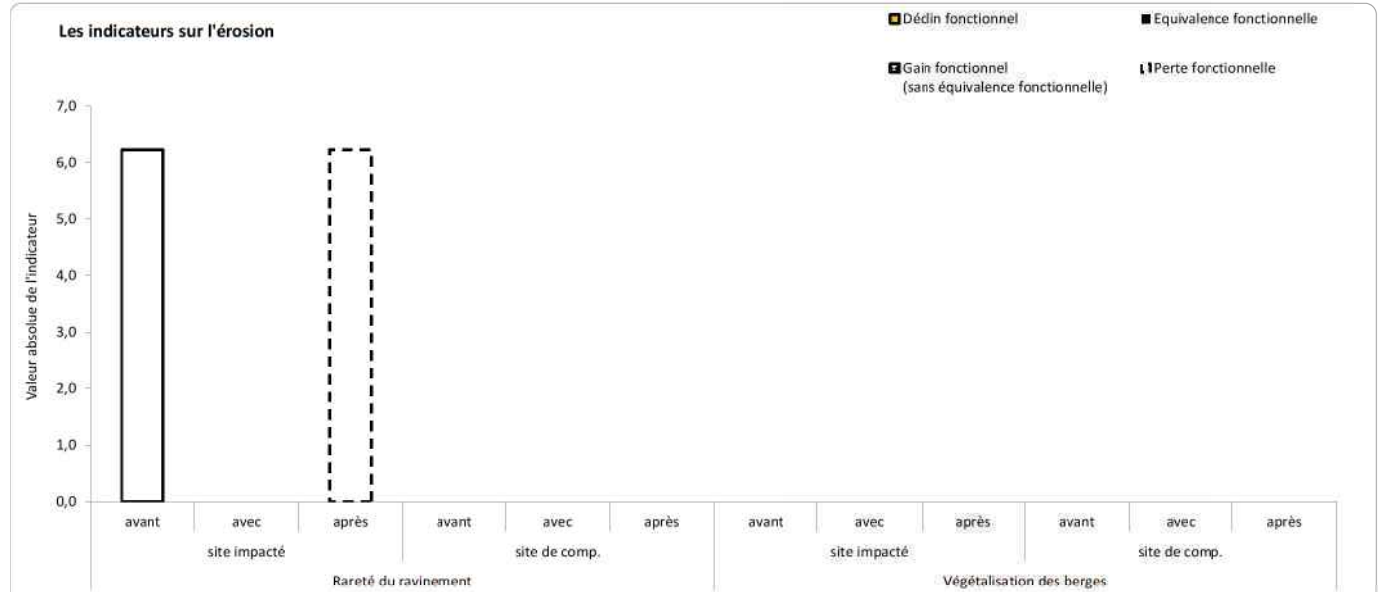 Les indicateurs sur l'érosion
Déclin fonctionnel
Equivalence fonctionnelle
Gain fonctionnel
(sans équivalence fonctionnelle)
Perte fonctionnelle
Valeur absolue de l'indicateur
7,0
6,0
5,0
4,0
3,0
2,0
1,0
0,0
avant avec après avant avec après avant avec après avant avec après
site impacté site de comp. site impacté site de comp.
Rareté du ravinement Végétalisation des berges